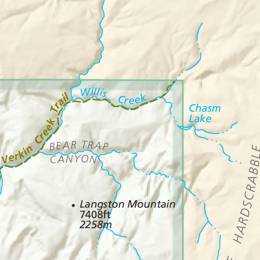 Willis Creek
Chasm
Lake
Verkin Creek Trail
BEAR TRAP
CANYON
Langston Mountain
7408ft
2258m
HARDSCRABBLE